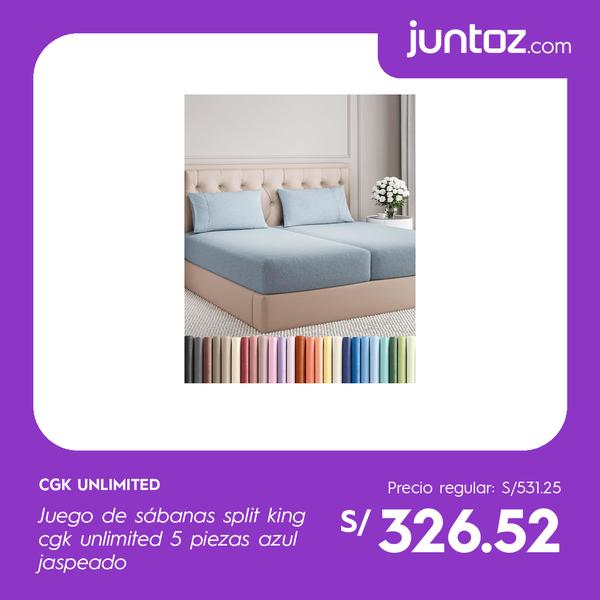 juntoz.com
CGK UNLIMITED
Juego de sábanas split king
cgk unlimited 5 piezas azul
jaspeado
Precio regular: S/531.25
S/ 326.52